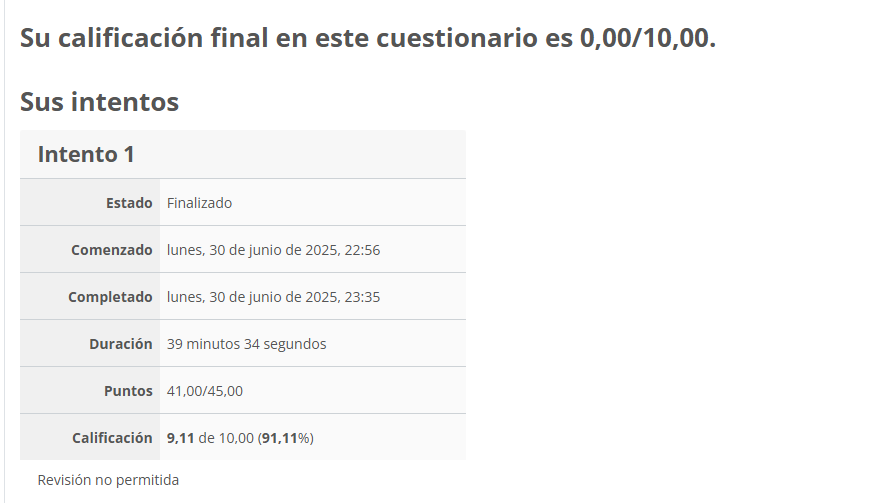 Su calificación final en este cuestionario es 0,00/10,00.
Sus intentos
Intento 1
Estado Finalizado
Comenzado lunes, 30 de junio de 2025, 22:56
Completado lunes, 30 de junio de 2025, 23:35
Duración 39 minutos 34 segundos
Puntos 41,00/45,00
Calificación 9,11 de 10,00 (91,11%)
Revisión no permitida